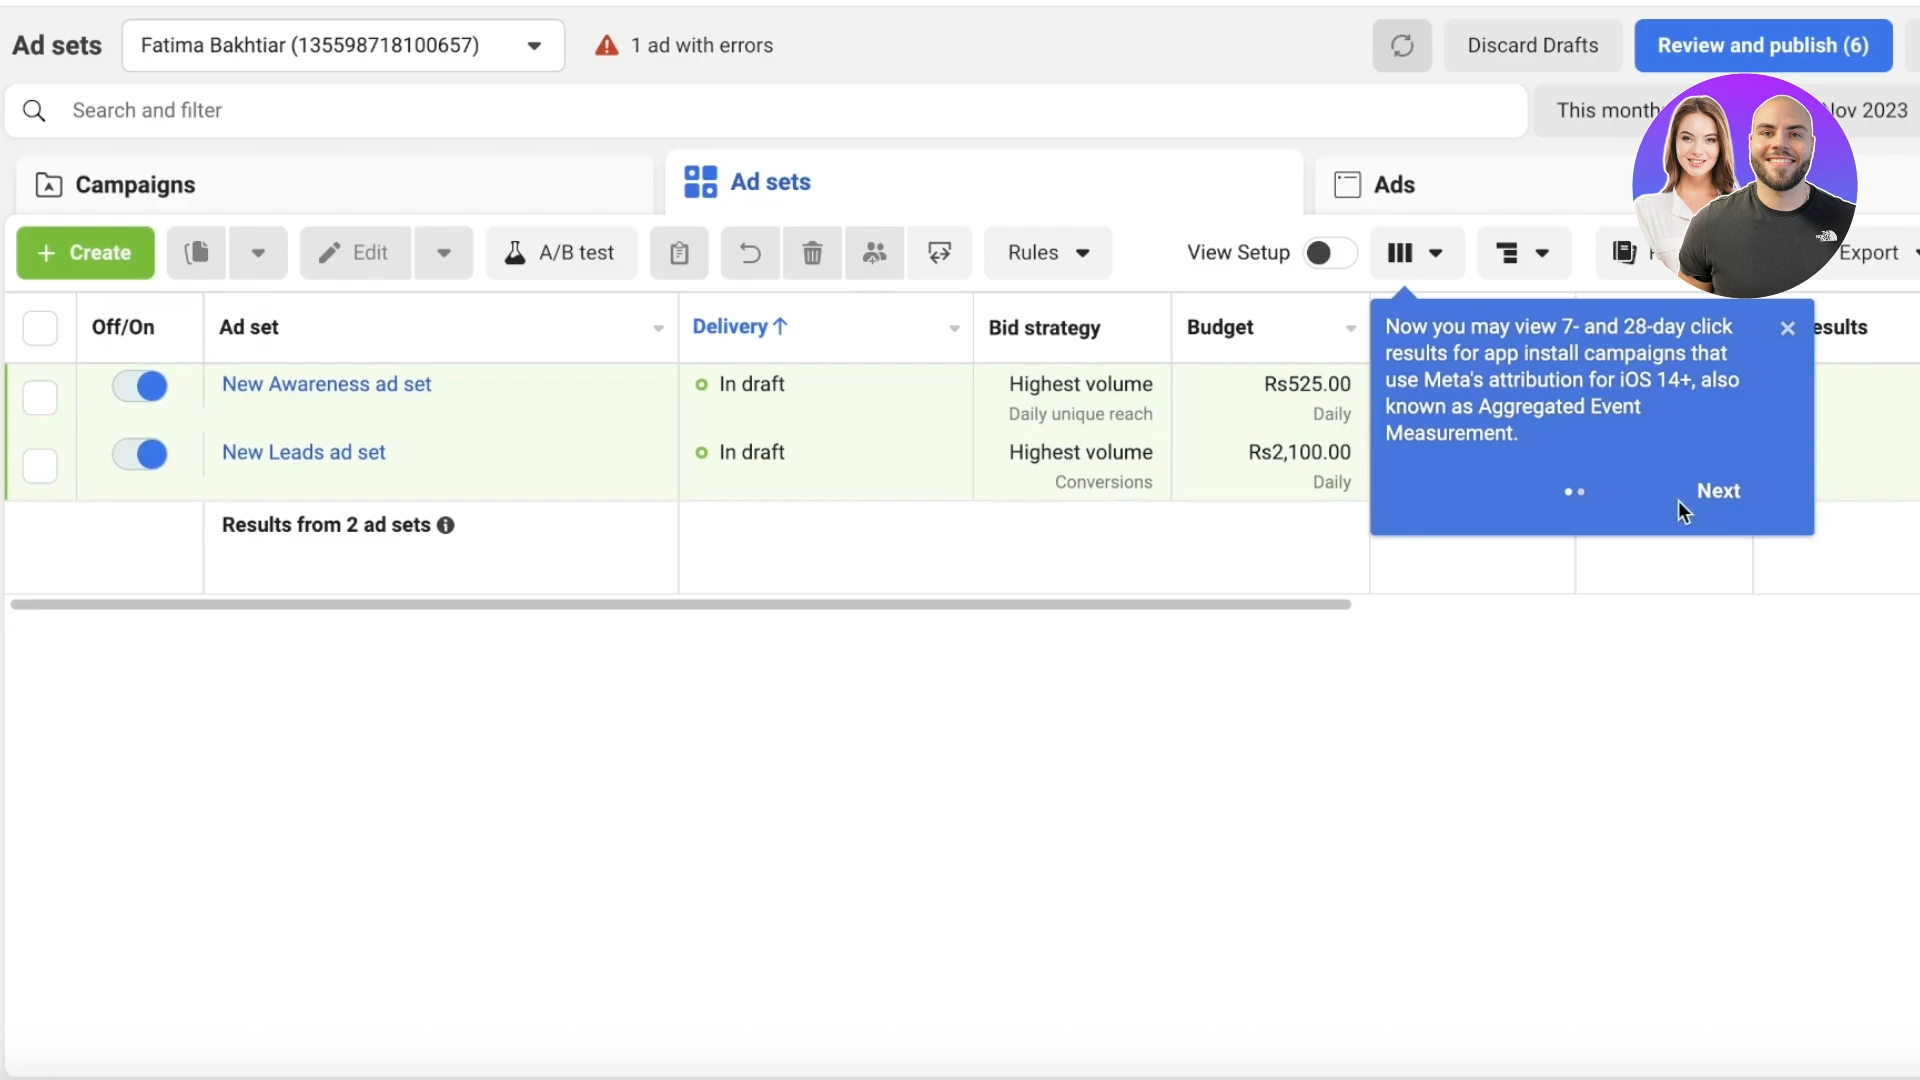 Ad sets
Fatima Bakhtiar (135598718100657)
1 ad with errors
Discard Drafts
Review and publish (6)
Search and filter
This month
Nov 2023
Campaigns
Ad sets
Ads
Create
Edit
A/B test
Rules
View Setup
Export
Off/On
Ad set
Delivery ↑
Bid strategy
Budget
New Awareness ad set
In draft
Highest volume
Rs525.00
Daily unique reach
Daily
New Leads ad set
In draft
Highest volume
Rs2,100.00
Conversions
Daily
Results from 2 ad sets
Now you may view 7- and 28-day click
results for app install campaigns that
use Meta's attribution for iOS 14+, also
known as Aggregated Event
Measurement.
Next